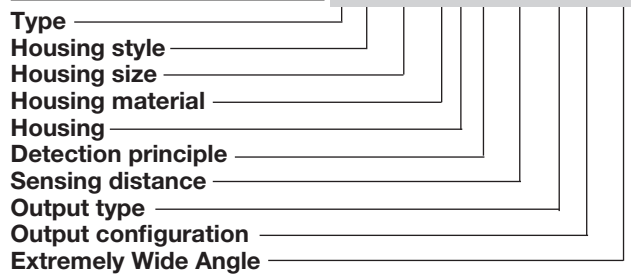 Type
Housing style
Housing size
Housing material
Housing
Detection principle
Sensing distance
Output type
Output configuration
Extremely Wide Angle